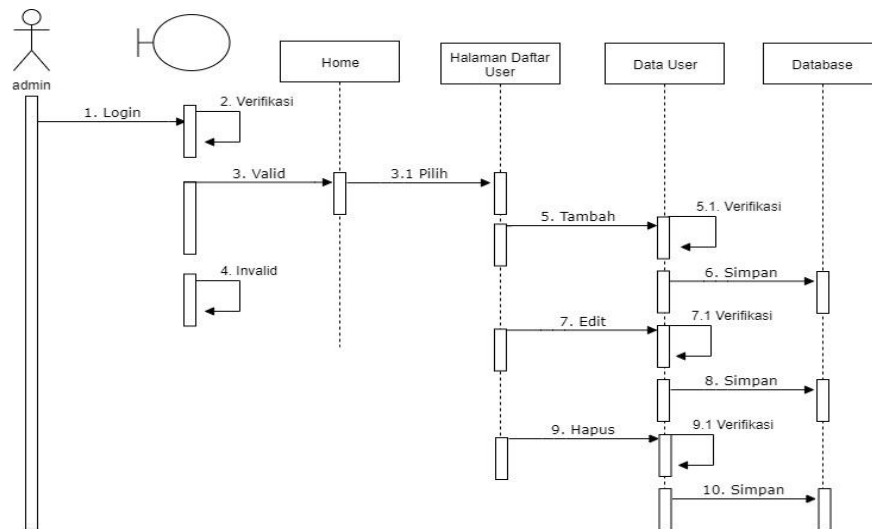 admin
Home
Halaman Daftar
User
Data User
Database
1. Login
2. Verifikasi
3. Valid
3.1 Pilih
4. Invalid
5. Tambah
5.1. Verifikasi
6. Simpan
7. Edit
7.1 Verifikasi
8. Simpan
9. Hapus
9.1 Verifikasi
10. Simpan